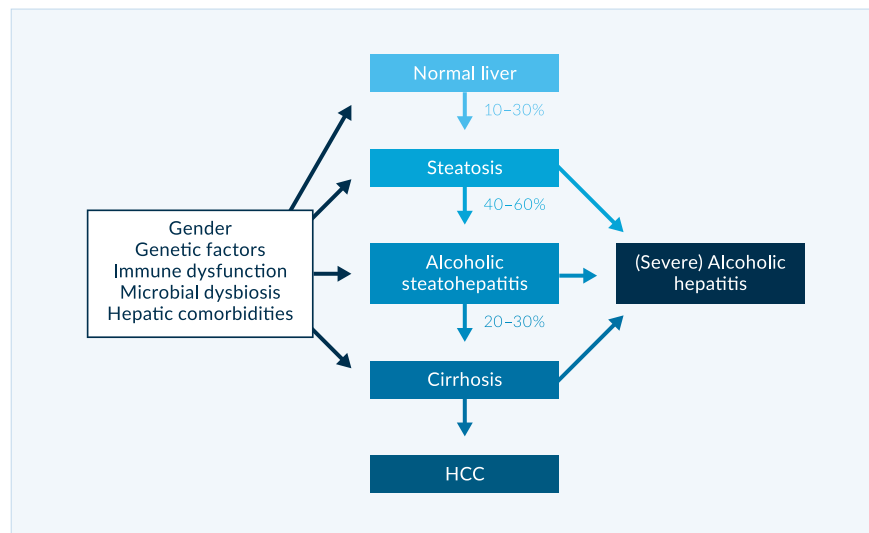 Normal liver
10–30%
Steatosis
40–60%
Gender
Genetic factors
Immune dysfunction
Microbial dysbiosis
Hepatic comorbidities
Alcoholic
steatohepatitis
(Severe) Alcoholic
hepatitis
20–30%
Cirrhosis
HCC